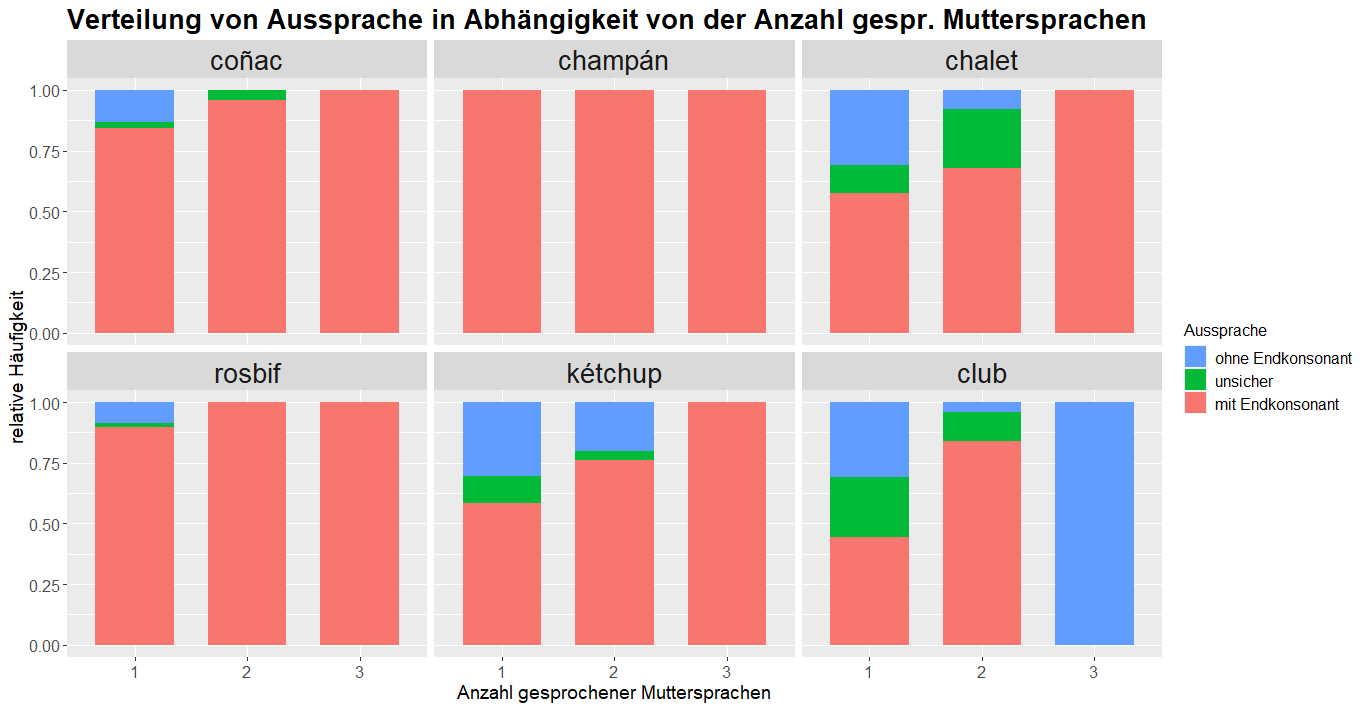 Verteilung von Aussprache in Abhängigkeit von der Anzahl gespr. Muttersprachen
coñac champán chalet
1.00
0.75
0.50
0.25
0.00
rosbif kétchup club
1.00
0.75
0.50
0.25
0.00
relative Häufigkeit
1 2 3 1 2 3 1 2 3
Anzahl gesprochener Muttersprachen
Aussprache
ohne Endkonsonant
unsicher
mit Endkonsonant